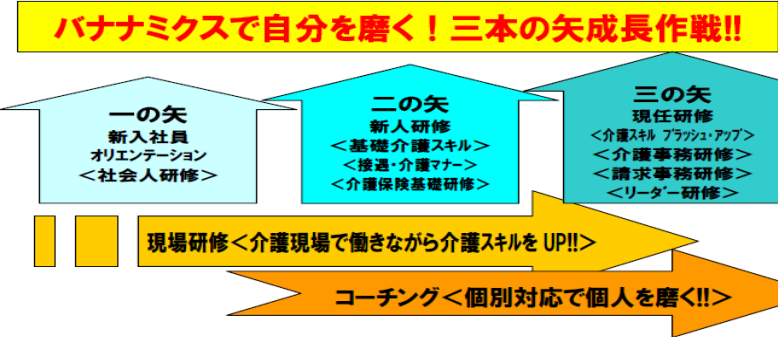 バナナミクスで自分を磨く！三本の矢成長作戦!!
一の矢
新入社員
オリエンテーション
＜社会人研修＞
二の矢
新人研修
＜基礎介護スキル＞
＜接遇・介護マナー＞
＜介護保険基礎研修＞
三の矢
現任研修
＜介護スキル ブラッシュ・アップ＞
＜介護事務研修＞
＜請求事務研修＞
＜リーダー研修＞
現場研修＜介護現場で働きながら介護スキルを UP!!＞
コーチング＜個別対応で個人を磨く!!＞